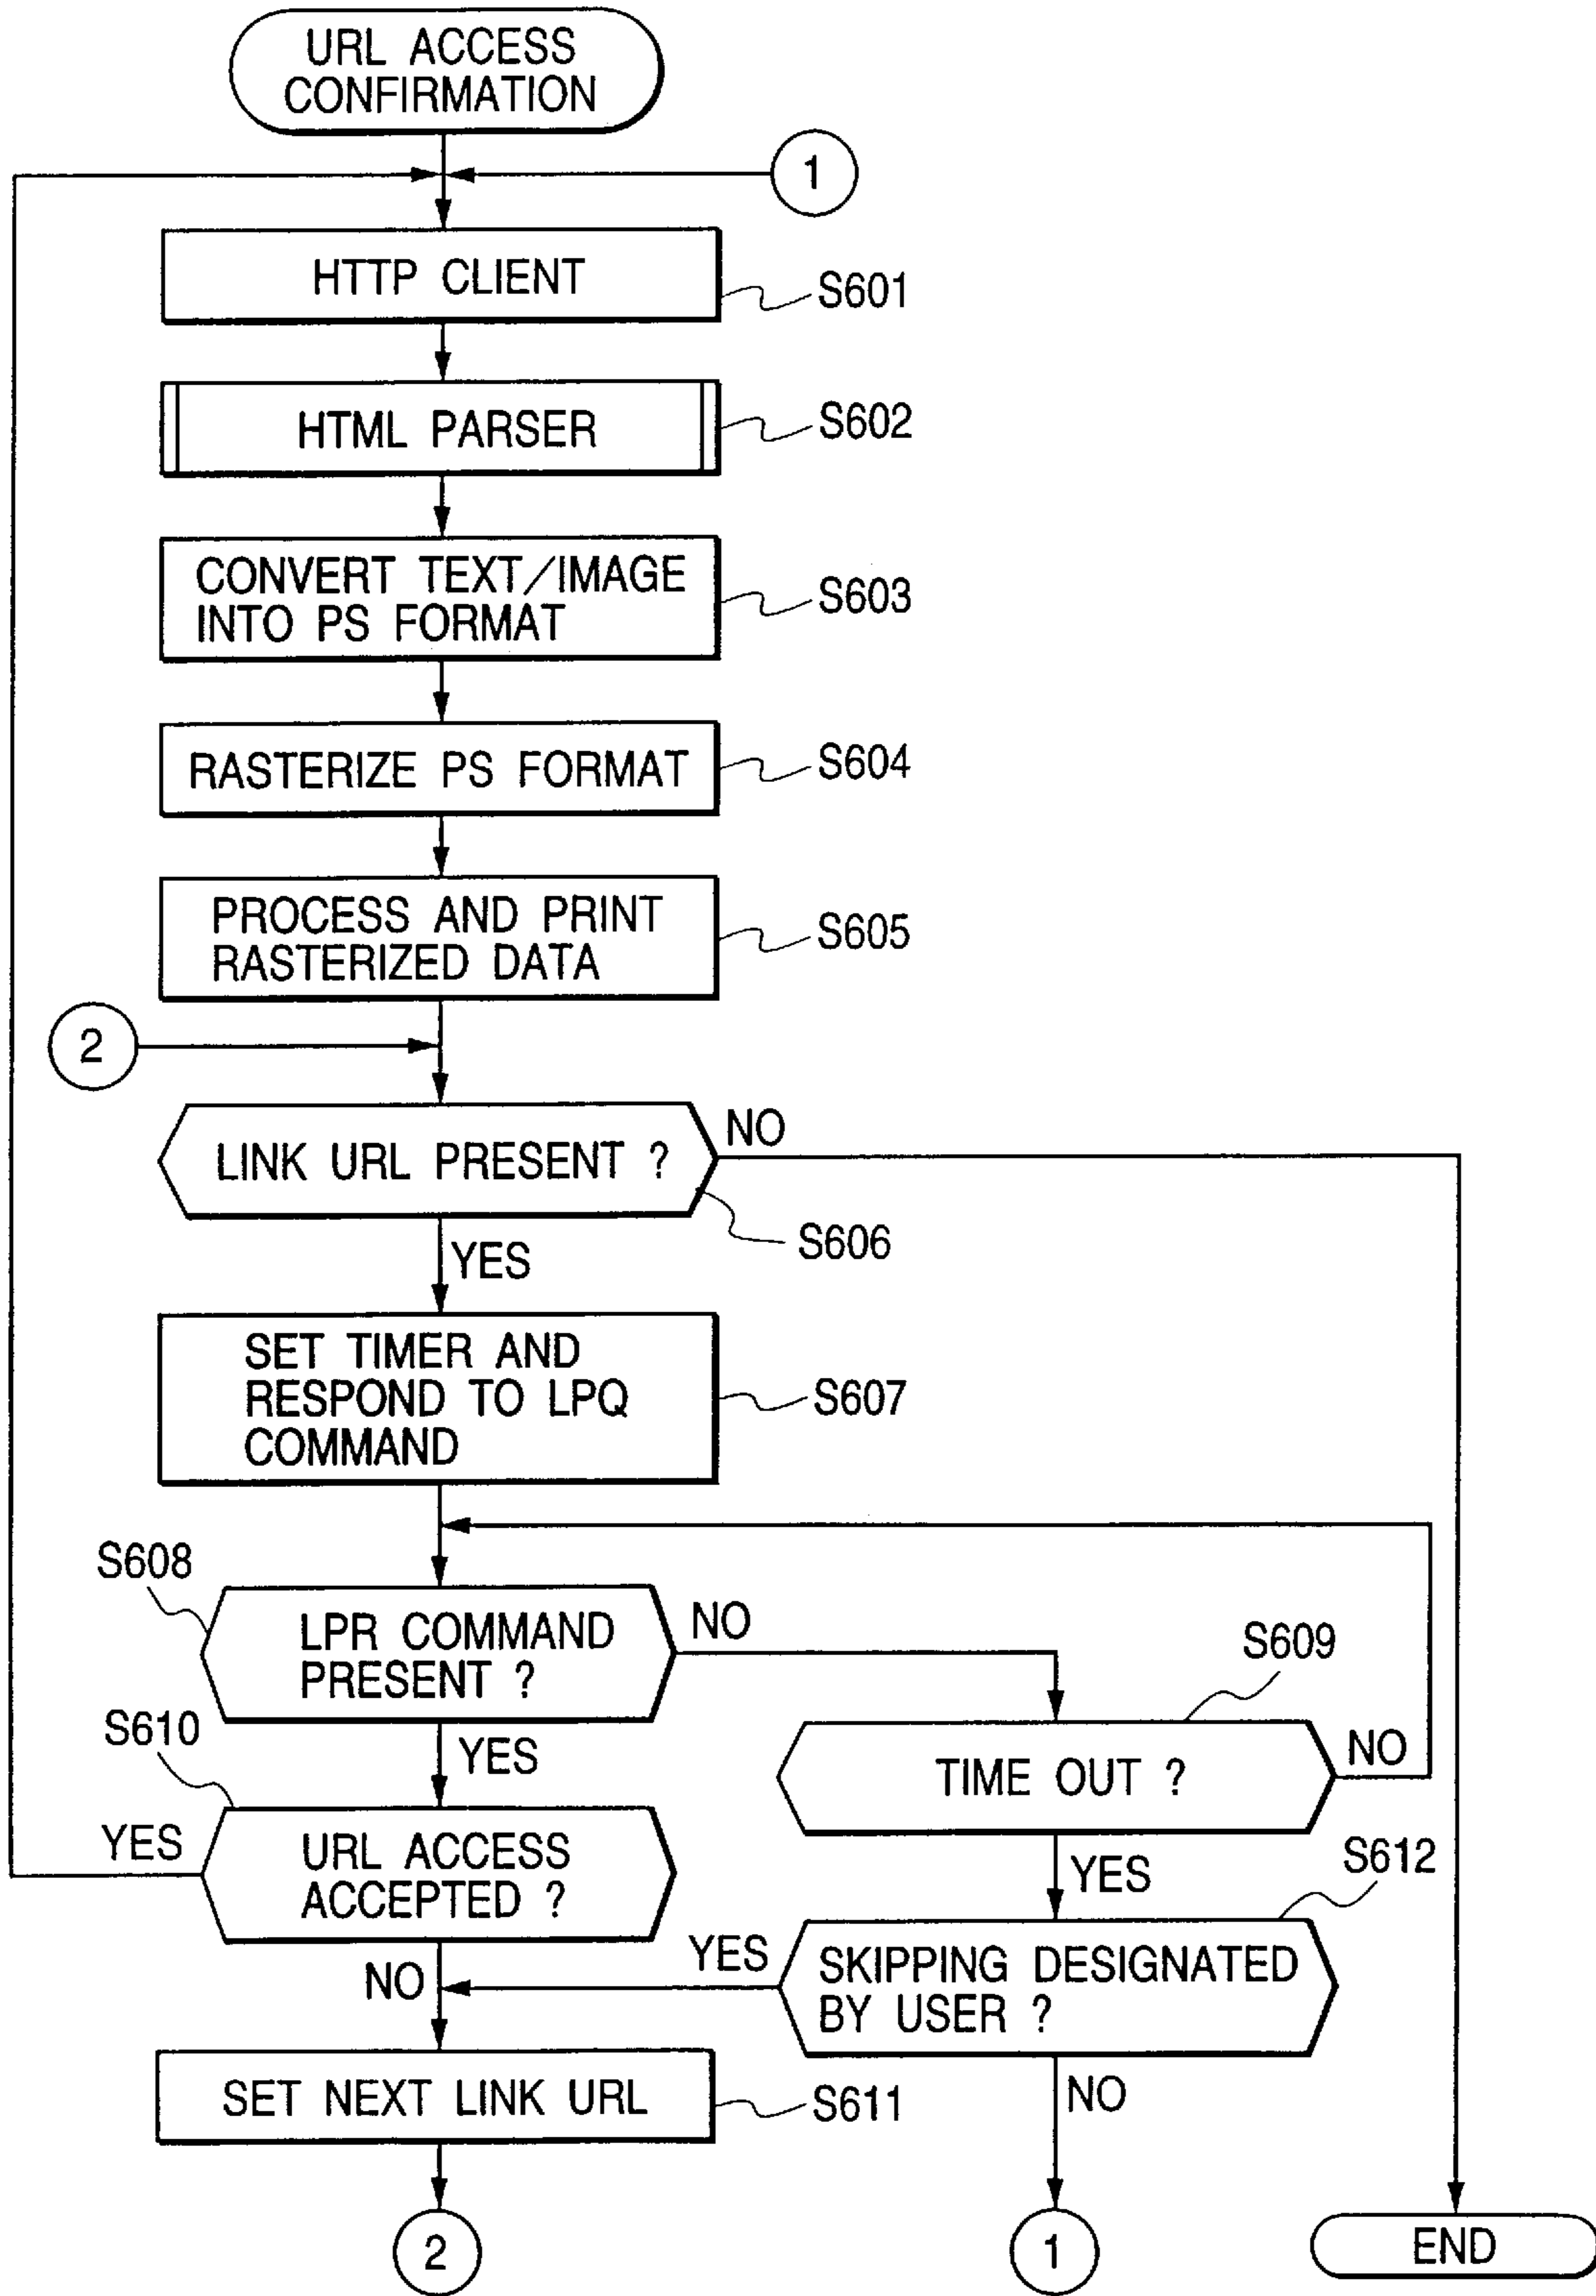 URL ACCESS
CONFIRMATION
1
HTTP CLIENT
S601
HTML PARSER
S602
CONVERT TEXT/IMAGE
INTO PS FORMAT
S603
RASTERIZE PS FORMAT
S604
PROCESS AND PRINT
RASTERIZED DATA
S605
2
LINK URL PRESENT ?
NO
S606
YES
SET TIMER AND
RESPOND TO LPQ
COMMAND
S607
S608
LPR COMMAND
PRESENT ?
NO
S609
YES
TIME OUT ?
NO
S610
YES
URL ACCESS
ACCEPTED ?
YES
S612
NO
YES
SKIPPING DESIGNATED
BY USER ?
SET NEXT LINK URL
S611
NO
2
1
END